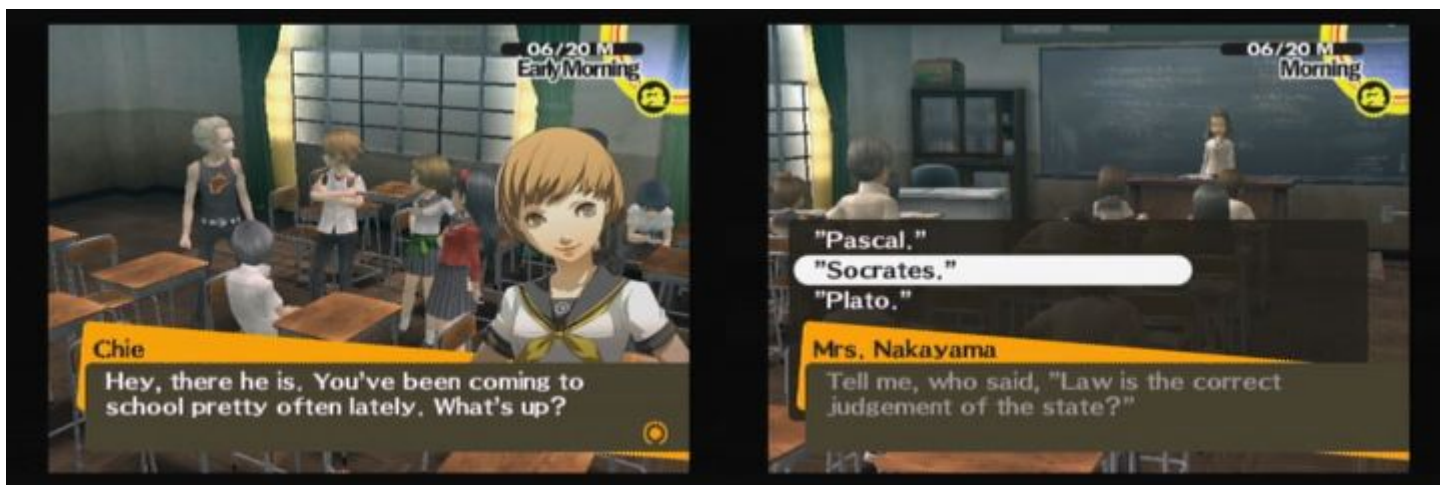 06/20 M
Early Morning
Chie
Hey, there he is. You've been coming to
school pretty often lately. What's up?
06/20 M
Morning
"Pascal."
"Socrates."
"Plato."
Mrs. Nakayama
Tell me, who said, "Law is the correct
judgement of the state?"